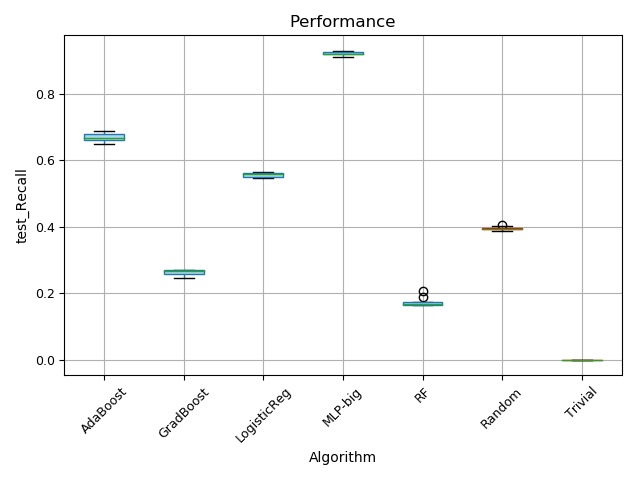 Performance
test_Recall
0.8
0.6
0.4
0.2
0.0
AdaBoost
GradBoost
LogisticReg
MLP-big
RF
Random
Trivial
Algorithm